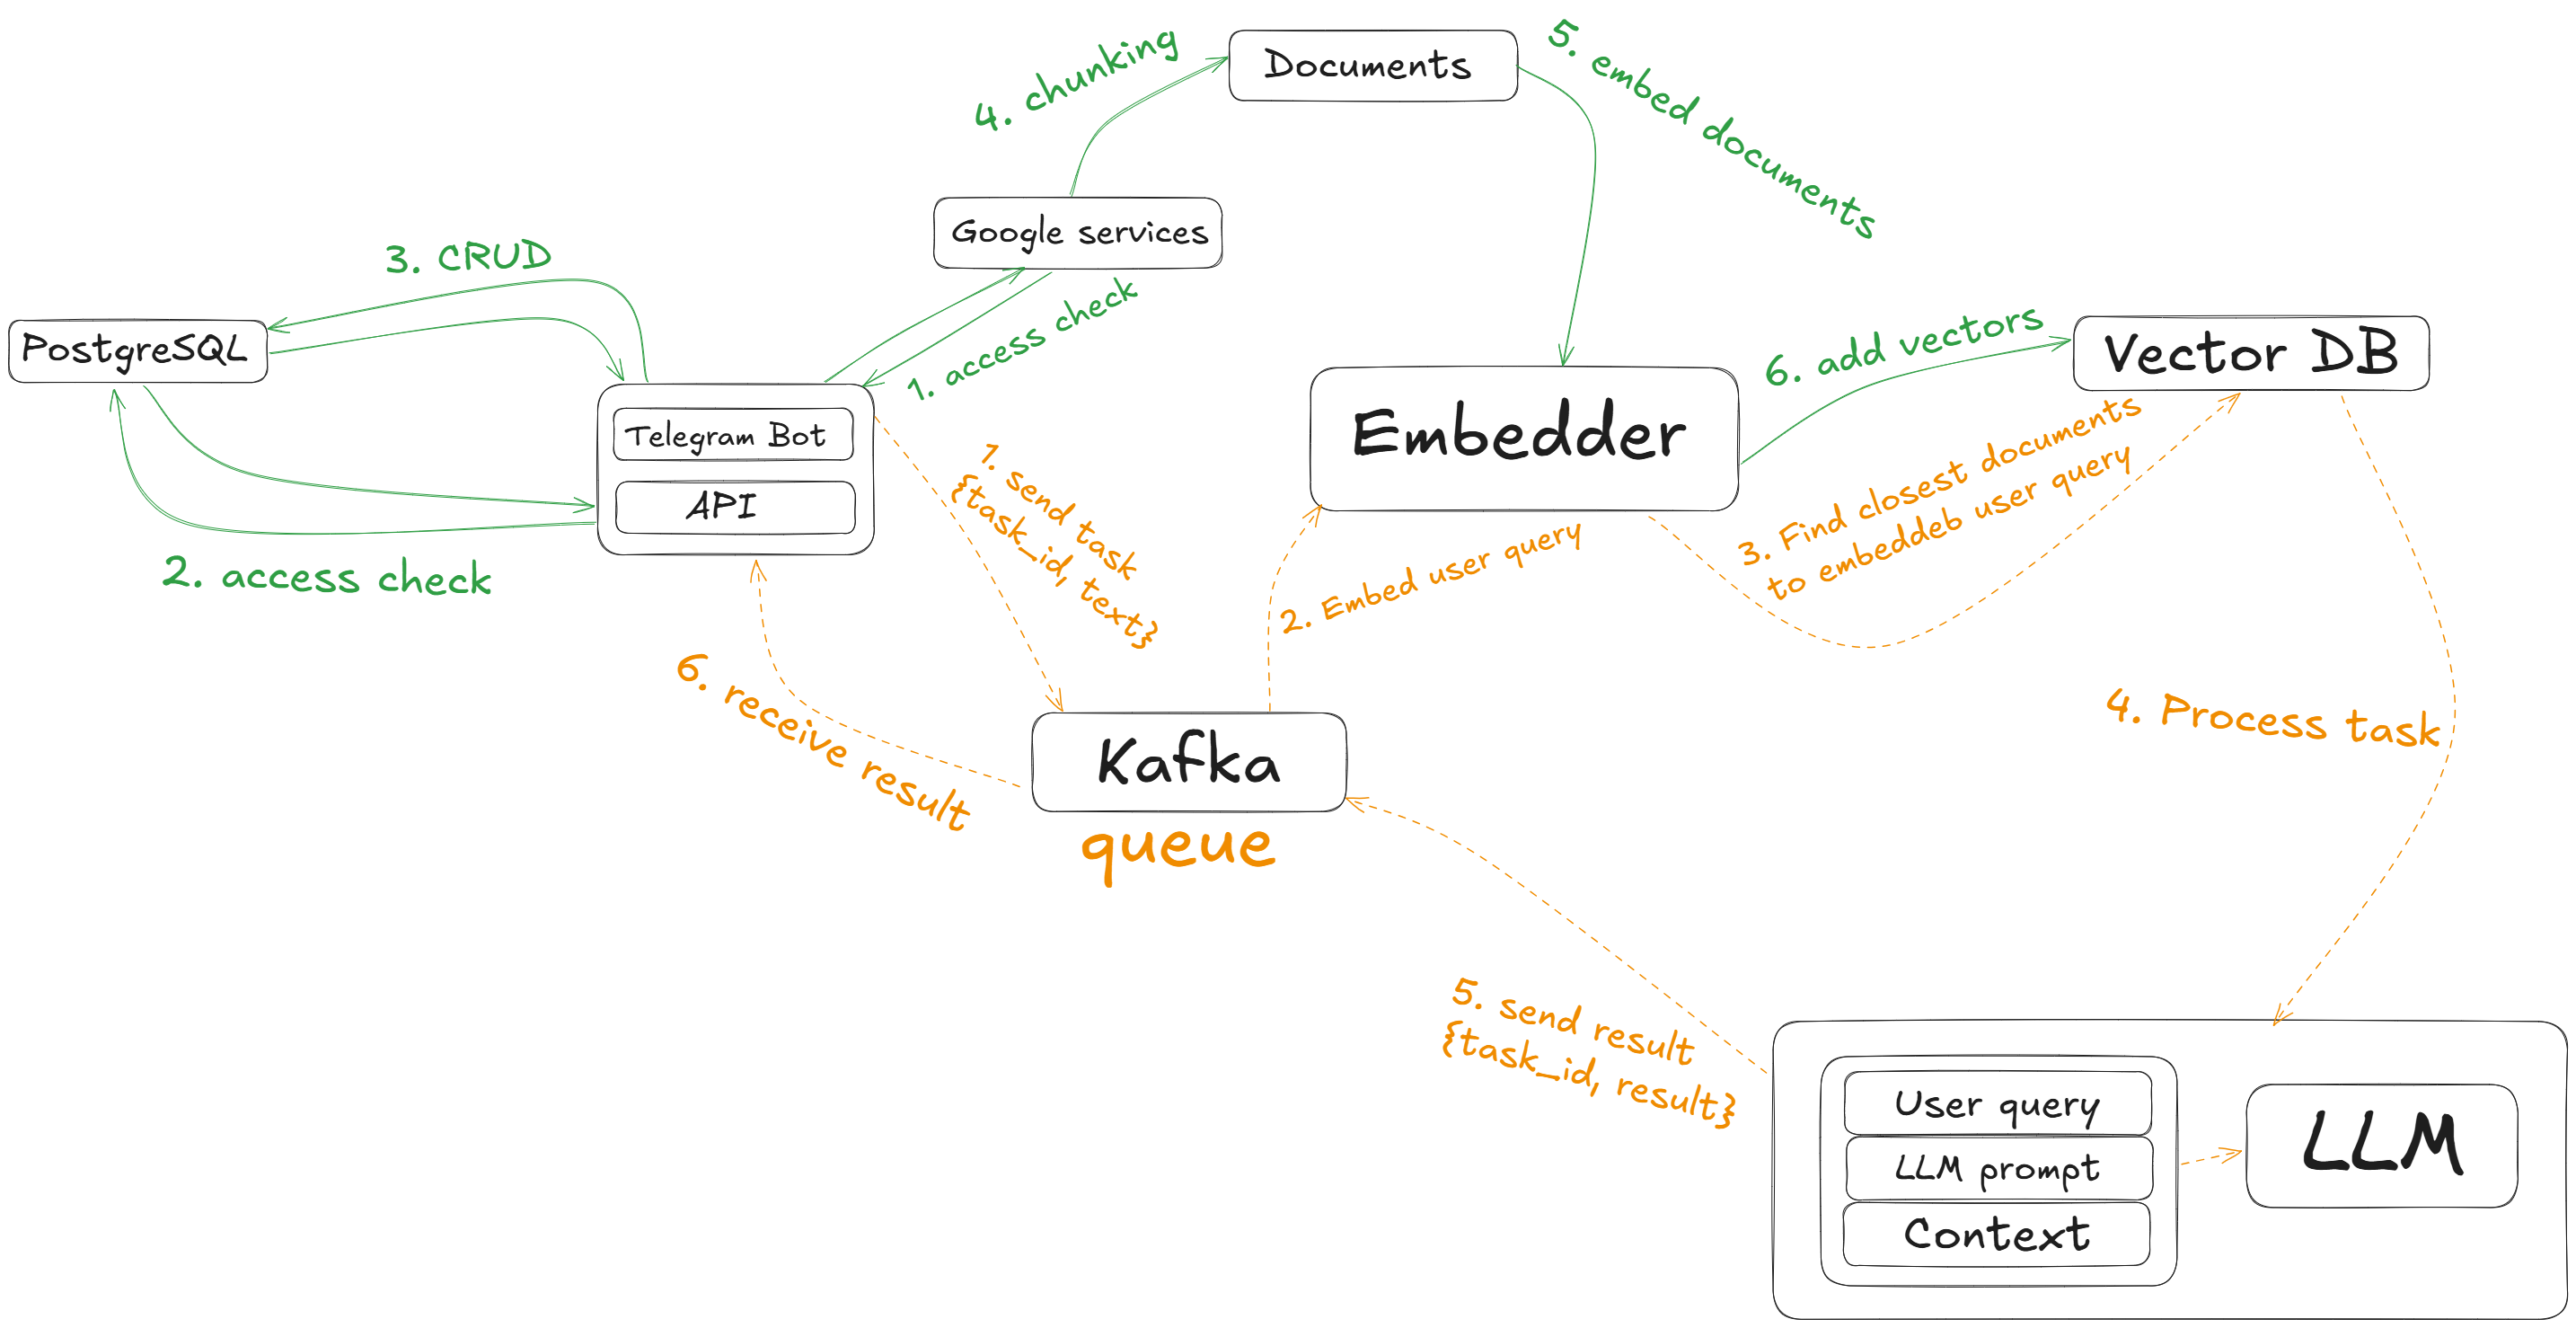 Documents
4. chunking
5. embed documents
Google services
3. CRUD
1. access check
PostgreSQL
6. add vectors
Vector DB
Telegram Bot
API
Embedder
2. access check
1. send task
{task_id, text}
2. Embed user query
3. Find closest documents
to embeddeb user query
6. receive result
4. Process task
Kafka
queue
5. send result
{task_id, result}
User query
LLM prompt
Context
LLM